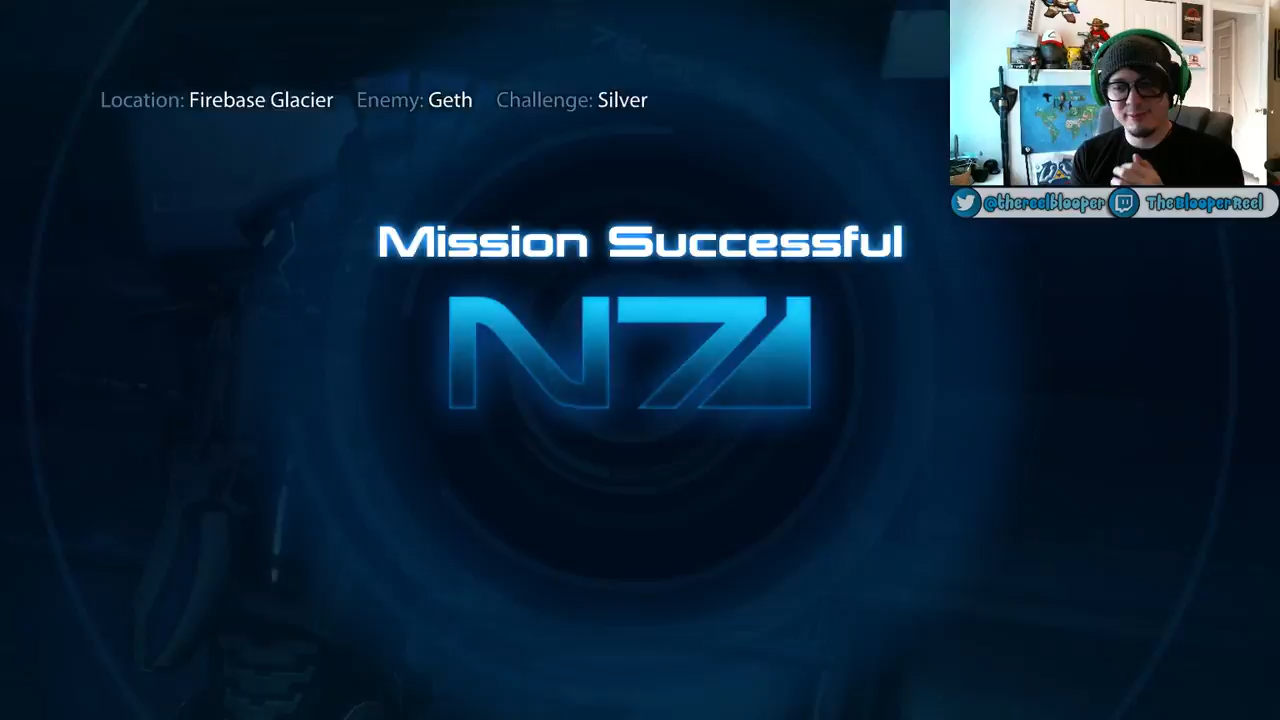 Location: Firebase Glacier Enemy: Geth Challenge: Silver
Mission Successful
N7
@thereelblooper TheBlooperReel